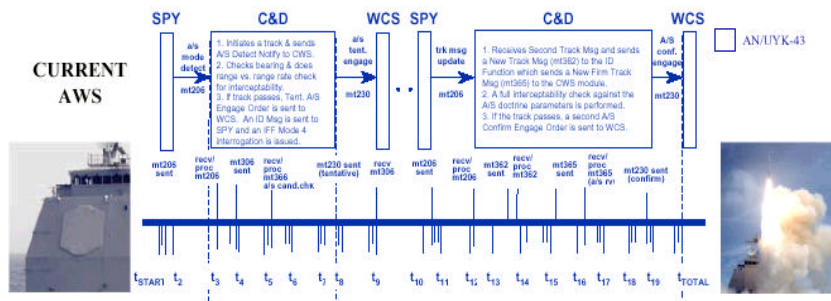 SPY
C&D
WCS
SPY
C&D
WCS
AN/UYK-43
CURRENT
AWS
a/s
mode
detect
mt206
1. Initiates a track & sends
A/S Detect Notify to CWS.
2. Checks bearing & does
range vs. range rate check
for interceptability.
3. If track passes, Tent. A/S
Engage Order is sent to
WCS. An ID Msg is sent to
SPY and an IFF Mode 4
Interrogation is issued.
a/s
tent.
engage
mt230
trk msg
update
mt206
1. Receives Second Track Msg and sends
a New Track Msg (mt362) to the ID
Function which sends a New Firm Track
Msg (mt365) to the CWS module.
2. A full interceptability check against the
A/S doctrine parameters is performed.
3. If the track passes, a second A/S
Confirm Engage Order is sent to WCS.
A/S
conf.
engage
mt230
mt206
sent
recv/
proc
mt206
mt306
sent
recv/
proc
mt366
a/s cand.chk
mt230 sent
(tentative)
recv
mt306
mt206
sent
recv/
proc
mt206
mt362
sent
recv/
proc
mt362
mt365
sent
recv/
proc
mt365
(a/s rv)
mt230 sent
(confirm)
tSTART t2 t3 t4 t5 t6 t7 t8 t9 t10 t11 t12 t13 t14 t15 t16 t17 t18 t19 tTOTAL